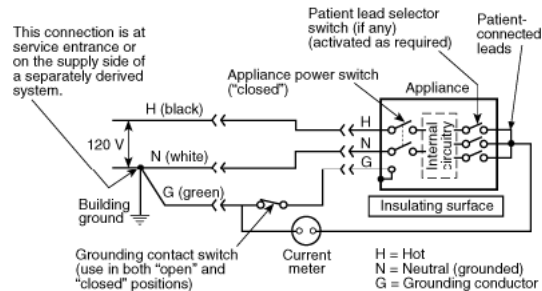 This connection is at
service entrance or
on the supply side of
a separately derived
system.
Patient lead selector
switch (if any)
(activated as required)
Patient-
connected
leads
Appliance power switch
("closed")
Appliance
H (black)
H
120 V
N (white)
N
G
Internal
circuitry
G (green)
Building
ground
Insulating surface
Grounding contact switch
(use in both "open" and
"closed" positions)
Current
meter
H = Hot
N = Neutral (grounded)
G = Grounding conductor